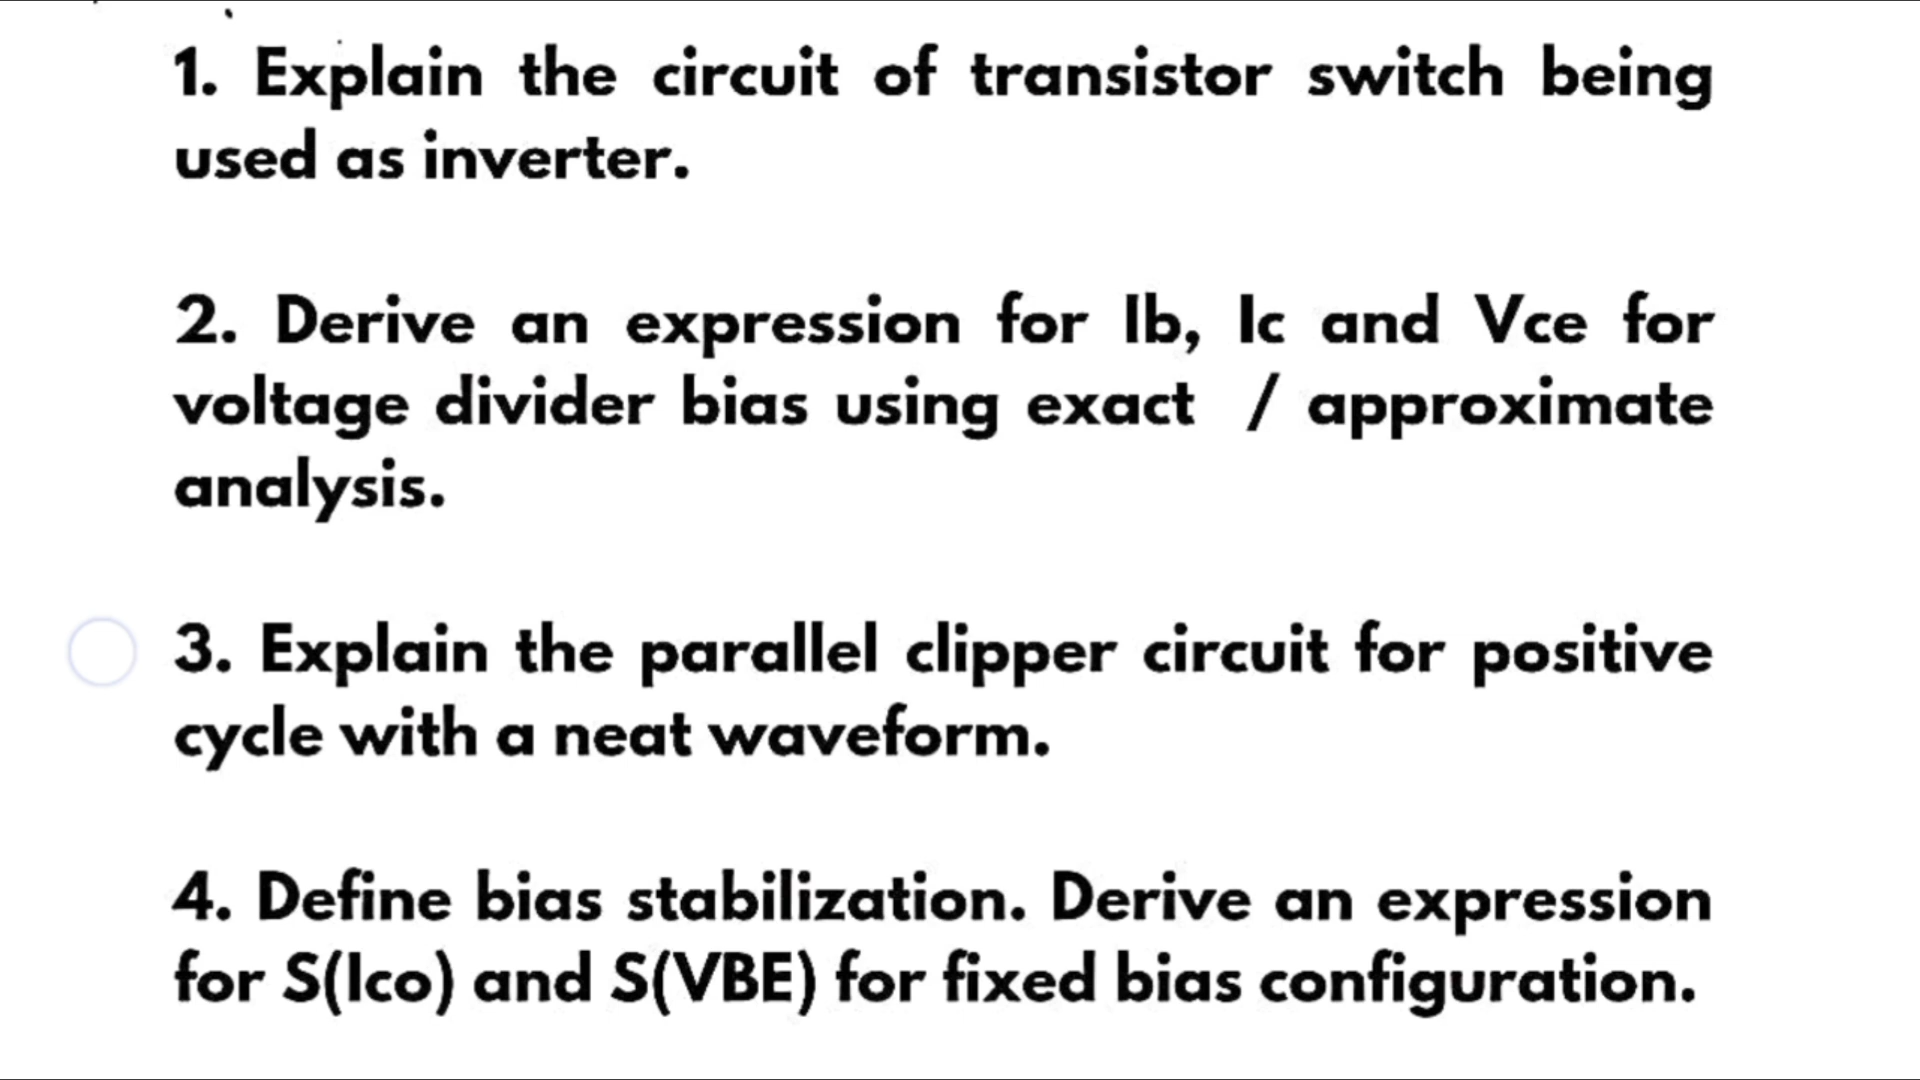 1. Explain the circuit of transistor switch being
used as inverter.
2. Derive an expression for Ib, Ic and Vce for
voltage divider bias using exact / approximate
analysis.
3. Explain the parallel clipper circuit for positive
cycle with a neat waveform.
4. Define bias stabilization. Derive an expression
for S(Ico) and S(VBE) for fixed bias configuration.